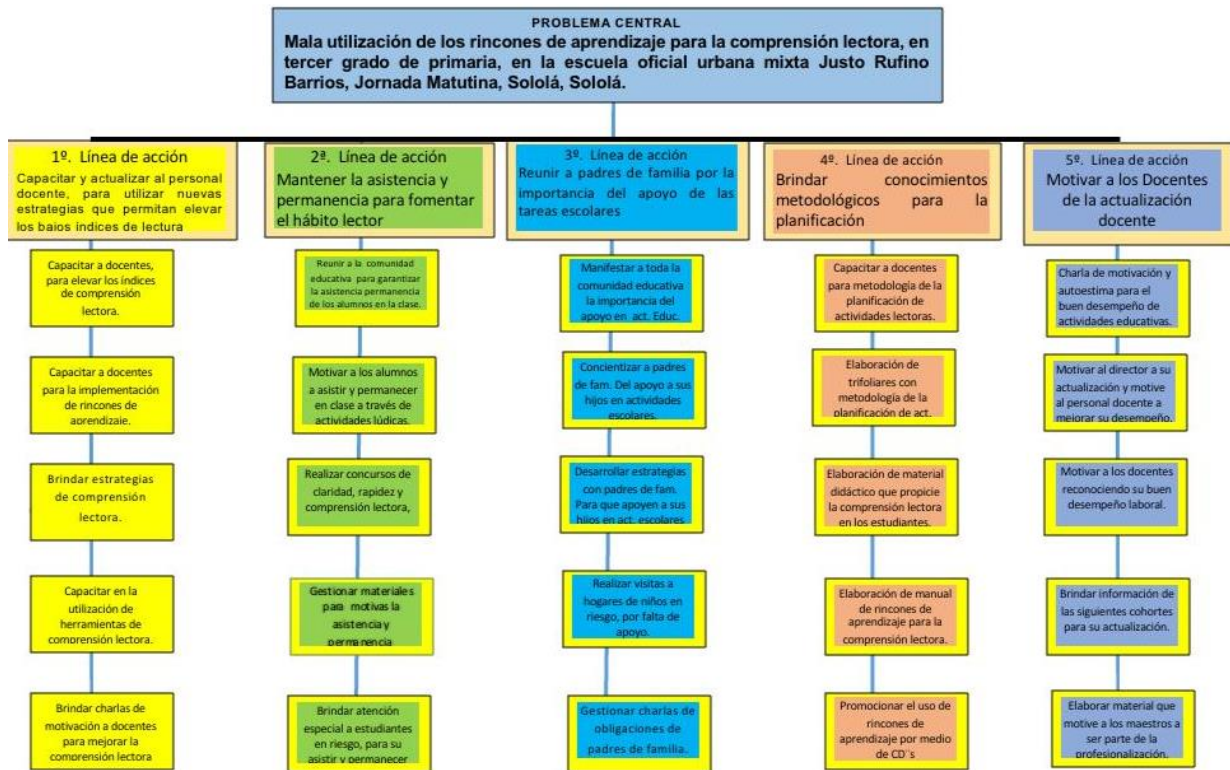 PROBLEMA CENTRAL
Mala utilización de los rincones de aprendizaje para la comprensión lectora, en
tercer grado de primaria, en la escuela oficial urbana mixta Justo Rufino
Barrios, Jornada Matutina, Sololá, Sololá.
1º. Línea de acción
Capacitar y actualizar al personal
docente, para utilizar nuevas
estrategias que permitan elevar
los bajos índices de lectura
2ª. Línea de acción
Mantener la asistencia y
permanencia para fomentar
el hábito lector
3º. Línea de acción
Reunir a padres de familia por la
importancia del apoyo de las
tareas escolares
4º. Línea de acción
Brindar conocimientos
metodológicos para la
planificación
5º. Línea de acción
Motivar a los Docentes
de la actualización
docente
Capacitar a docentes,
para elevar los índices
de comprensión
lectora.
Reunir a la comunidad
educativa para garantizar
la asistencia permanencia
de los alumnos en la clase.
Manifestar a toda la
comunidad educativa
la importancia del
apoyo en act. Educ.
Capacitar a docentes
para metodología de la
planificación de
actividades lectoras.
Charla de motivación y
autoestima para el
buen desempeño de
actividades educativas.
Capacitar a docentes
para la implementación
de rincones de
aprendizaje.
Motivar a los alumnos
a asistir y permanecer
en clase a través de
actividades lúdicas.
Concientizar a padres
de fam. Del apoyo a sus
hijos en actividades
escolares.
Elaboración de
trifoliares con
metodología de la
planificación de act.
Motivar al director a su
actualización y motive
al personal docente a
mejorar su desempeño.
Brindar estrategias
de comprensión
lectora.
Realizar concursos de
claridad, rapidez y
comprensión lectora,
Desarrollar estrategias
con padres de fam.
Para que apoyen a sus
hijos en act. escolares
Elaboración de material
didáctico que propicie
la comprensión lectora
en los estudiantes.
Motivar a los docentes
reconociendo su buen
desempeño laboral.
Capacitar en la
utilización de
herramientas de
comprensión lectora.
Gestionar materiales
para motivas la
asistencia y
permanencia
Realizar visitas a
hogares de niños en
riesgo, por falta de
apoyo.
Elaboración de manual
de rincones de
aprendizaje para la
comprensión lectora.
Brindar información de
las siguientes cohortes
para su actualización.
Brindar charlas de
motivación a docentes
para mejorar la
comprensión lectora
Brindar atención
especial a estudiantes
en riesgo, para su
asistir y permanecer
Gestionar charlas de
obligaciones de
padres de familia.
Promocionar el uso de
rincones de
aprendizaje por medio
de CD¨s
Elaborar material que
motive a los maestros a
ser parte de la
profesionalización.